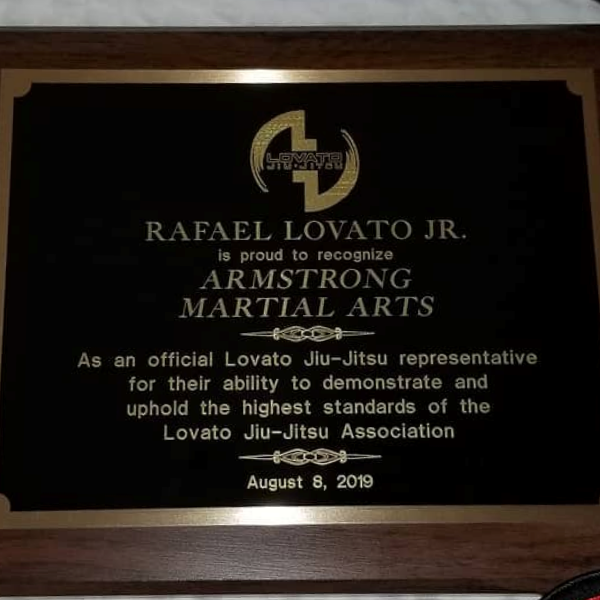 LOVATO
JIU-JITSU
RAFAEL LOVATO JR.
is proud to recognize
ARMSTRONG
MARTIAL ARTS
As an official Lovato Jiu-Jitsu representative
for their ability to demonstrate and
uphold the highest standards of the
Lovato Jiu-Jitsu Association
August 8, 2019